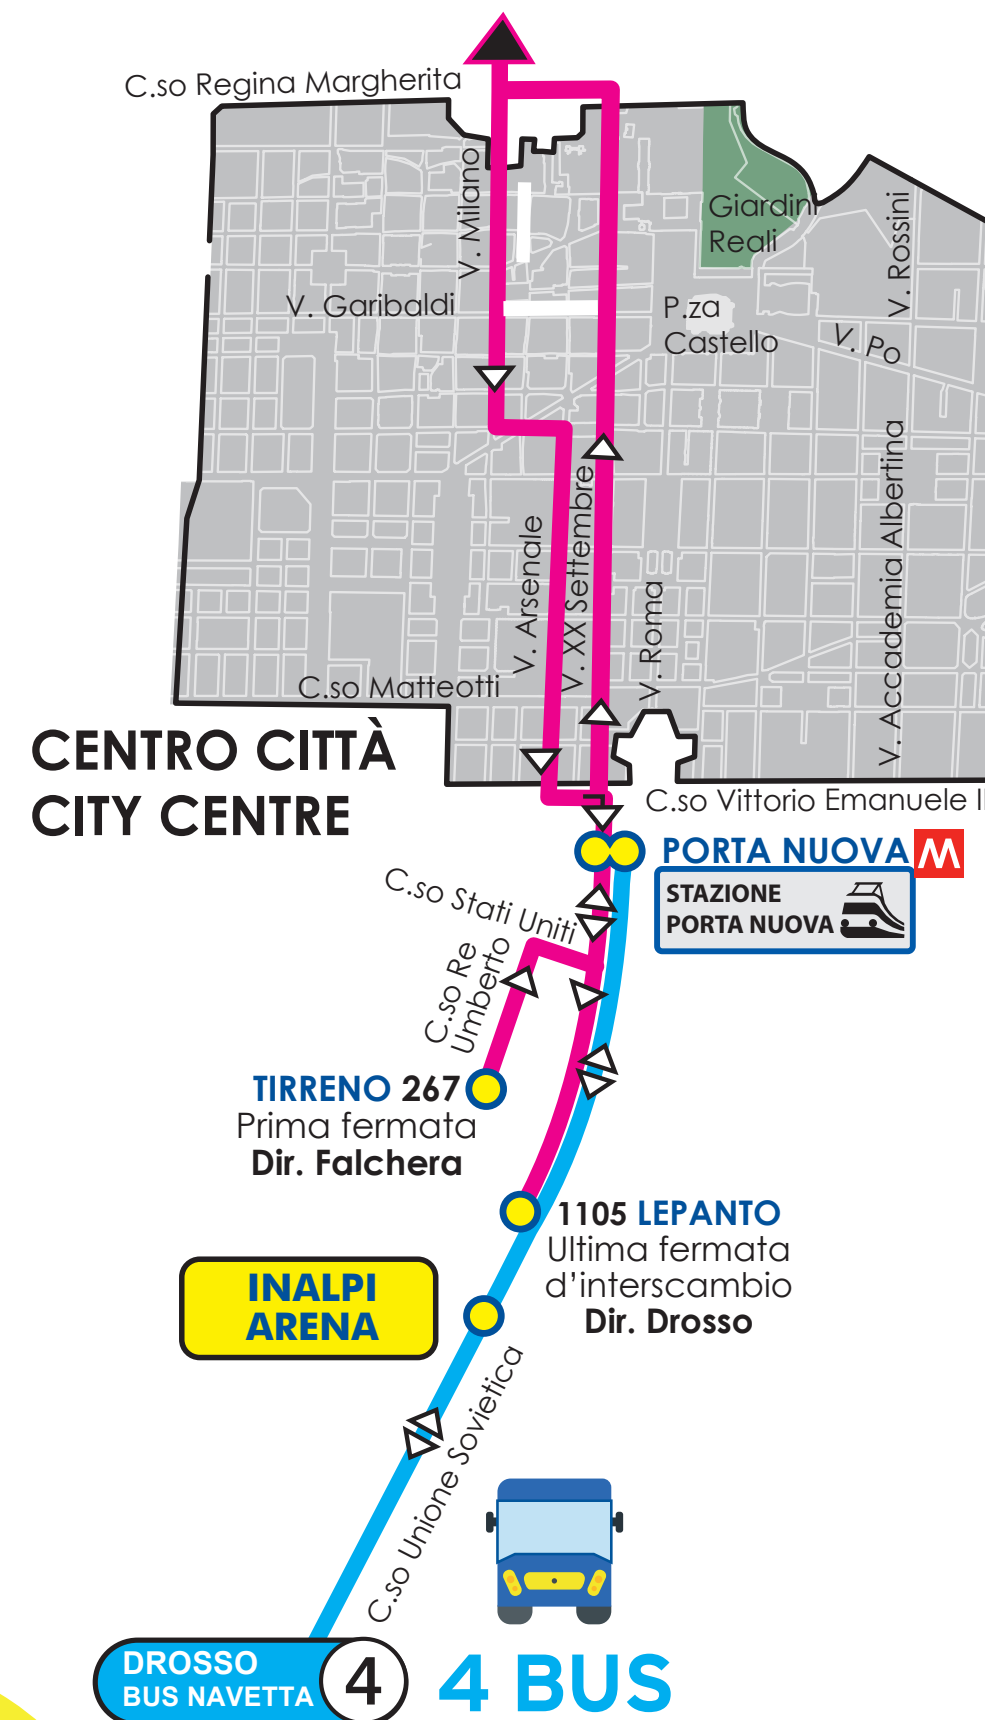 C.so Regina Margherita
V. Milano
Giardini
Reali
V. Rossini
V. Garibaldi
P.za
Castello
V. Po
V. Accademia Albertina
V. XX Settembre
V. Arsenale
V. Roma
C.so Matteotti
CENTRO CITTÀ
CITY CENTRE
C.so Vittorio Emanuele II
PORTA NUOVA M
STAZIONE
PORTA NUOVA
C.so Stati Uniti
C.so Re
Umberto
TIRRENO 267
Prima fermata
Dir. Falchera
1105 LEPANTO
Ultima fermata
d'interscambio
Dir. Drosso
INALPI
ARENA
C.so Unione Sovietica
DROSSO
BUS NAVETTA
4
4 BUS